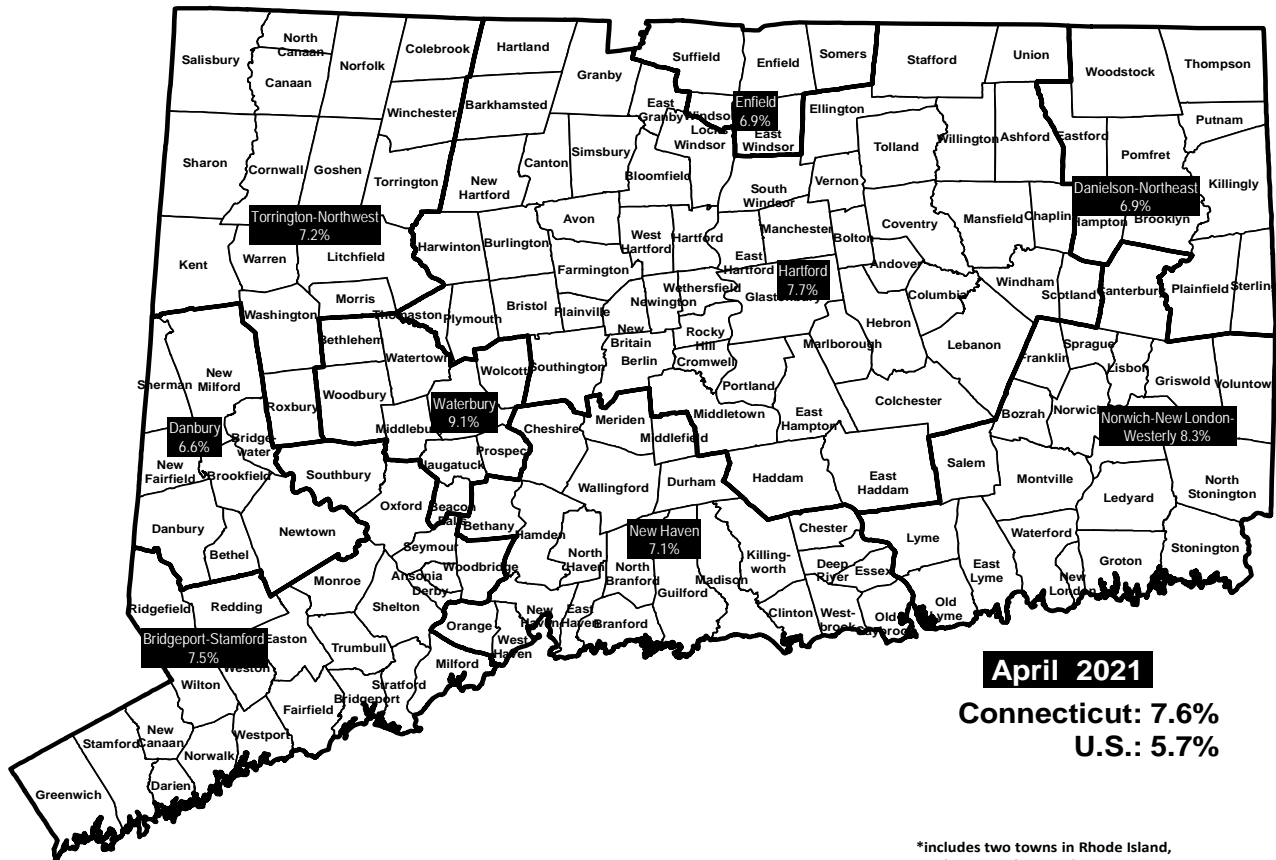 Salisbury
North
Canaan
Canaan
Norfolk
Colebrook
Hartland
Granby
Suffield
Enfield
Somers
Stafford
Union
Woodstock
Thompson
Winchester
Barkhamsted
East
Granby
Windsor
Locks
Windsor
Enfield
6.9%
East
Windsor
Ellington
Tolland
Willington
Ashford
Eastford
Putnam
Pomfret
Killingly
Sharon
Cornwall
Goshen
Torrington
New
Hartford
Canton
Simsbury
Bloomfield
South
Windsor
Vernon
Torrington-Northwest
7.2%
Danielson-Northeast
6.9%
Brooklyn
Hampton
Chaplin
Mansfield
Coventry
Avon
West
Hartford
Hartford
East
Hartford
Manchester
Bolton
Andover
Kent
Warren
Litchfield
Harwinton
Burlington
Farmington
Wethersfield
Newington
Hartford
7.7%
Columbia
Windham
Scotland
Canterbury
Plainfield
Washington
Morris
Plymouth
Bristol
Plainville
New
Britain
Berlin
Rocky
Hill
Cromwell
Marlborough
Hebron
Lebanon
Bethlehem
Watertown
Wolcott
Southington
Portland
Franklin
Sprague
Lisbon
Griswold
Sherman
New
Milford
Roxbury
Woodbury
Waterbury
9.1%
Cheshire
Meriden
Middlefield
Middletown
East
Hampton
Colchester
Bozrah
Norwich-New London-
Westerly 8.3%
Danbury
6.6%
Bridge-
water
New
Fairfield
Brookfield
Southbury
Naugatuck
Wallingford
Durham
Haddam
East
Haddam
Salem
Montville
Ledyard
North
Stonington
Danbury
Bethel
Newtown
Oxford
Bethany
Hamden
North
Haven
New Haven
7.1%
North
Branford
Guilford
Madison
Killing-
worth
Chester
Deep
River
Essex
Lyme
East
Lyme
Waterford
Groton
Stonington
Seymour
Woodbridge
Ansonia
Derby
Monroe
Shelton
Ridgefield
Redding
Bridgeport-Stamford
7.5%
Easton
Weston
Trumbull
Orange
West
Haven
East
Haven
Branford
Clinton
West-
brook
Old
Lyme
Wilton
Milford
Stratford
Bridgeport
Fairfield
Westport
New
Canaan
Stamford
Norwalk
Darien
Greenwich
April 2021
Connecticut: 7.6%
U.S.: 5.7%
*includes two towns in Rhode Island,